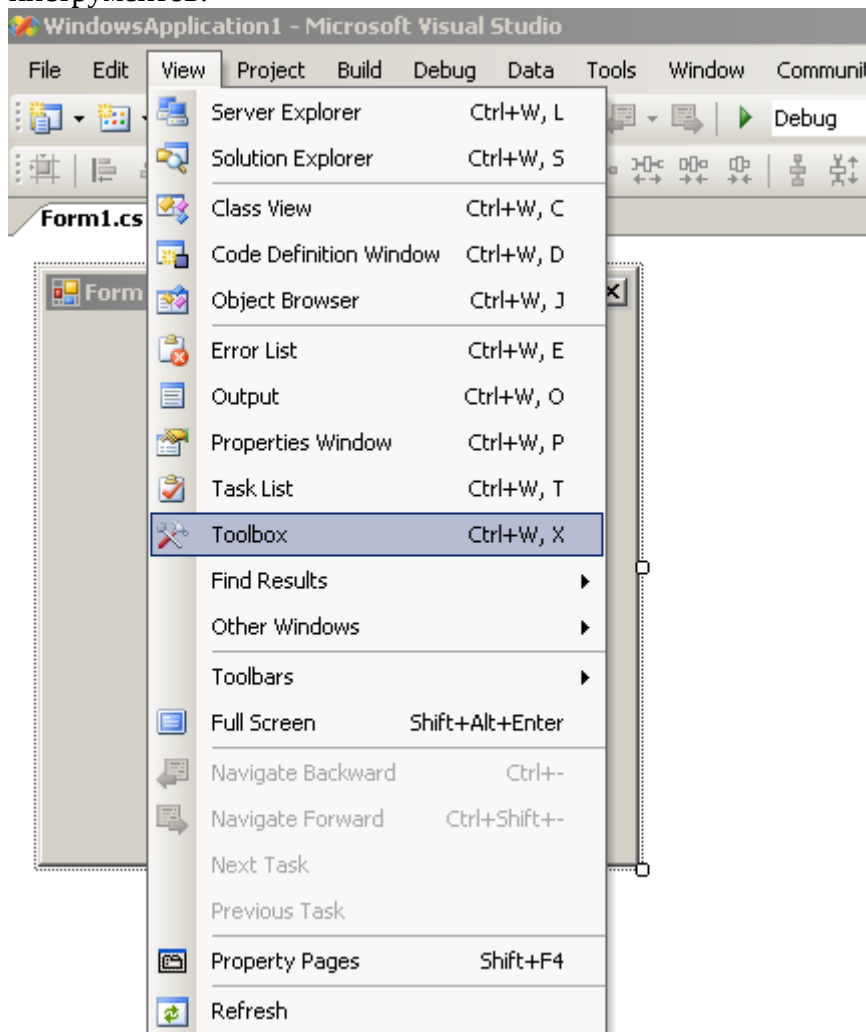 инструментов.
WindowsApplication1 - Microsoft Visual Studio
File Edit View Project Build Debug Data Tools Window
Debug
Form1.cs
Form
Server Explorer Ctrl+W, L
Solution Explorer Ctrl+W, S
Class View Ctrl+W, C
Code Definition Window Ctrl+W, D
Object Browser Ctrl+W, J
Error List Ctrl+W, E
Output Ctrl+W, O
Properties Window Ctrl+W, P
Task List Ctrl+W, T
Toolbox Ctrl+W, X
Find Results
Other Windows
Toolbars
Full Screen Shift+Alt+Enter
Navigate Backward Ctrl+-
Navigate Forward Ctrl+Shift+-
Next Task
Previous Task
Property Pages Shift+F4
Refresh